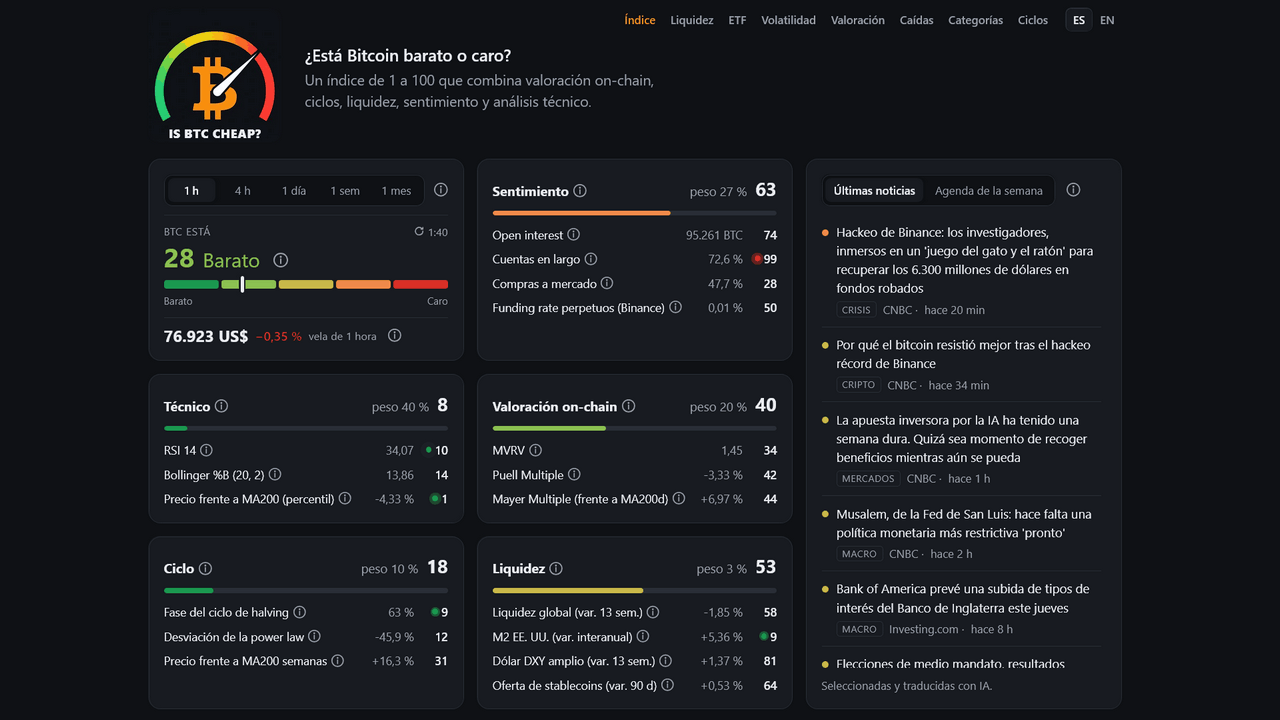 Índice Liquidez ETF Volatilidad Valoración Caídas Categorías Ciclos ES EN
IS BTC CHEAP?
¿Está Bitcoin barato o caro?
Un índice de 1 a 100 que combina valoración on-chain,
ciclos, liquidez, sentimiento y análisis técnico.
1 h 4 h 1 día 1 sem 1 mes
BTC ESTÁ 1:40
28 Barato
Barato Caro
76.923 US$ −0,35 % vela de 1 hora
Sentimiento peso 27 % 63
Open interest 95.261 BTC 74
Cuentas en largo 72,6 % 99
Compras a mercado 47,7 % 28
Funding rate perpetuos (Binance) 0,01 % 50
Técnico peso 40 % 8
RSI 14 34,07 10
Bollinger %B (20, 2) 13,86 14
Precio frente a MA200 (percentil) -4,33 % 1
Valoración on-chain peso 20 % 40
MVRV 1,45 34
Puell Multiple -3,33 % 42
Mayer Multiple (frente a MA200d) +6,97 % 44
Ciclo peso 10 % 18
Fase del ciclo de halving 63 % 9
Desviación de la power law -45,9 % 12
Precio frente a MA200 semanas +16,3 % 31
Liquidez peso 3 % 53
Liquidez global (var. 13 sem.) -1,85 % 58
M2 EE. UU. (var. interanual) +5,36 % 9
Dólar DXY amplio (var. 13 sem.) +1,37 % 81
Oferta de stablecoins (var. 90 d) +0,53 % 64
Últimas noticias Agenda de la semana
Hackeo de Binance: los investigadores,
inmersos en un 'juego del gato y el ratón' para
recuperar los 6.300 millones de dólares en
fondos robados
CRISIS CNBC · hace 20 min
Por qué el bitcoin resistió mejor tras el hackeo
récord de Binance
CRIPTO CNBC · hace 34 min
La apuesta inversora por la IA ha tenido una
semana dura. Quizá sea momento de recoger
beneficios mientras aún se pueda
MERCADOS CNBC · hace 1 h
Musalem, de la Fed de San Luis: hace falta una
política monetaria más restrictiva 'pronto'
MACRO CNBC · hace 2 h
Bank of America prevé una subida de tipos de
interés del Banco de Inglaterra este jueves
MACRO Investing.com · hace 8 h
Elecciones de medio mandato, resultados
Seleccionadas y traducidas con IA.